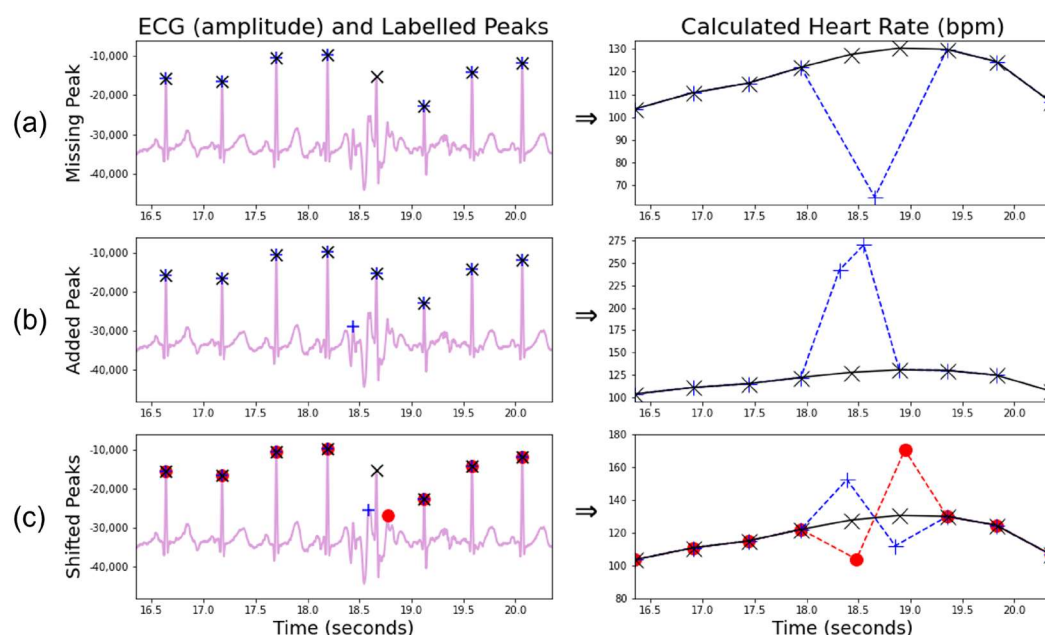 ECG (amplitude) and Labelled Peaks
Calculated Heart Rate (bpm)
(a)
Missing Peak
-10,000
-20,000
-30,000
-40,000
16.5 17.0 17.5 18.0 18.5 19.0 19.5 20.0
⇒
130
120
110
100
90
80
70
16.5 17.0 17.5 18.0 18.5 19.0 19.5 20.0
(b)
Added Peak
-10,000
-20,000
-30,000
-40,000
16.5 17.0 17.5 18.0 18.5 19.0 19.5 20.0
⇒
275
250
225
200
175
150
125
100
16.5 17.0 17.5 18.0 18.5 19.0 19.5 20.0
(c)
Shifted Peaks
-10,000
-20,000
-30,000
-40,000
16.5 17.0 17.5 18.0 18.5 19.0 19.5 20.0
Time (seconds)
⇒
180
160
140
120
100
80
16.5 17.0 17.5 18.0 18.5 19.0 19.5 20.0
Time (seconds)